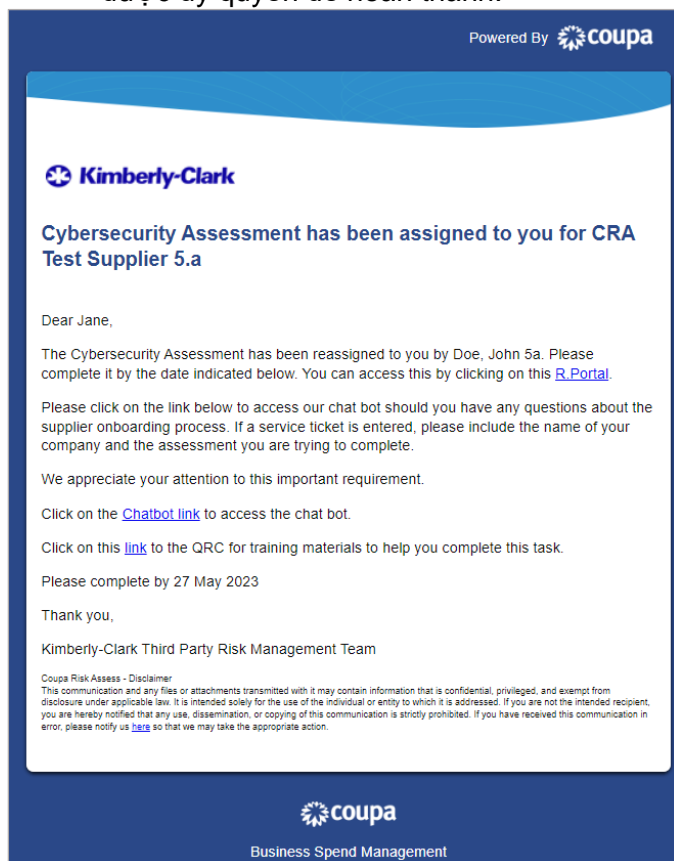 được ủy quyền để hoàn thành.
Powered By coupa
Kimberly-Clark
Cybersecurity Assessment has been assigned to you for CRA
Test Supplier 5.a
Dear Jane,
The Cybersecurity Assessment has been reassigned to you by Doe, John 5a. Please
complete it by the date indicated below. You can access this by clicking on this R.Portal.
Please click on the link below to access our chat bot should you have any questions about the
supplier onboarding process. If a service ticket is entered, please include the name of your
company and the assessment you are trying to complete.
We appreciate your attention to this important requirement.
Click on the Chatbot link to access the chat bot.
Click on this link to the QRC for training materials to help you complete this task.
Please complete by 27 May 2023
Thank you,
Kimberly-Clark Third Party Risk Management Team
Coupa Risk Assess - Disclaimer
This communication and any files or attachments transmitted with it may contain information that is confidential, privileged, and exempt from
disclosure under applicable law. It is intended solely for the use of the individual or entity to which it is addressed. If you are not the intended recipient,
you are hereby notified that any use, dissemination, or copying of this communication is strictly prohibited. If you have received this communication in
error, please notify us here so that we may take the appropriate action.
coupa
Business Spend Management